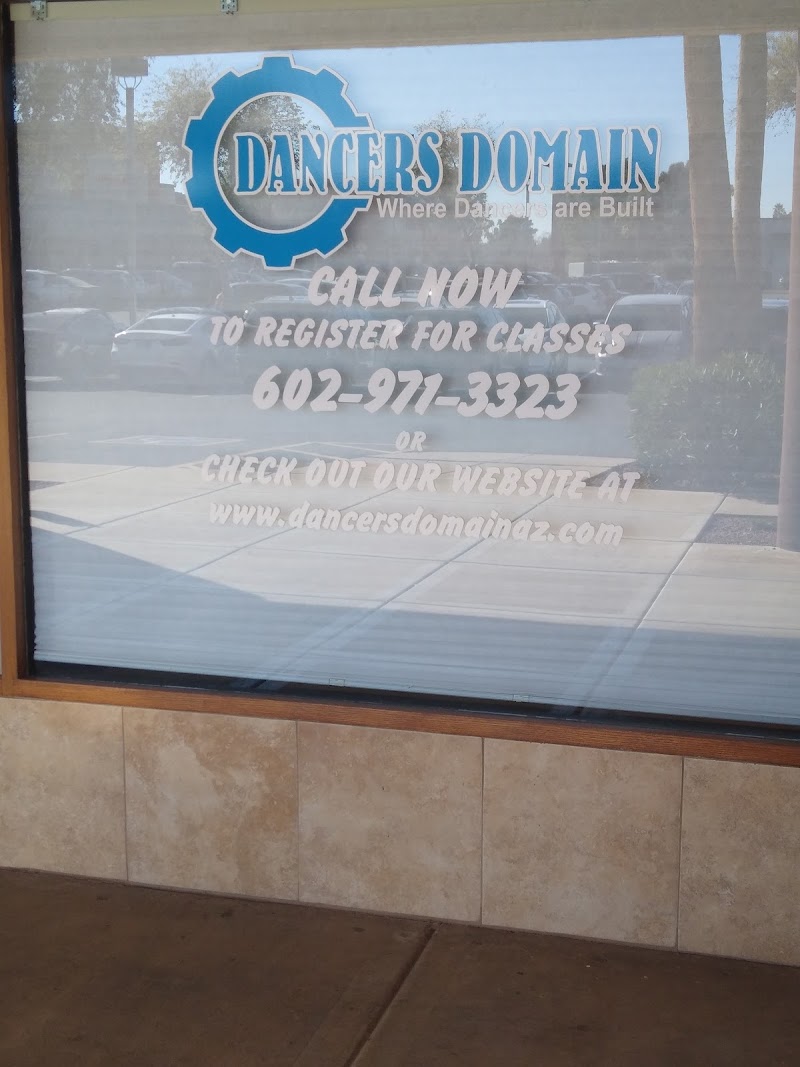 DANCERS DOMAIN
Where Dancers are Built
CALL NOW
TO REGISTER FOR CLASSES
602-971-3323
OR
CHECK OUT OUR WEBSITE AT
www.dancersdomainaz.com